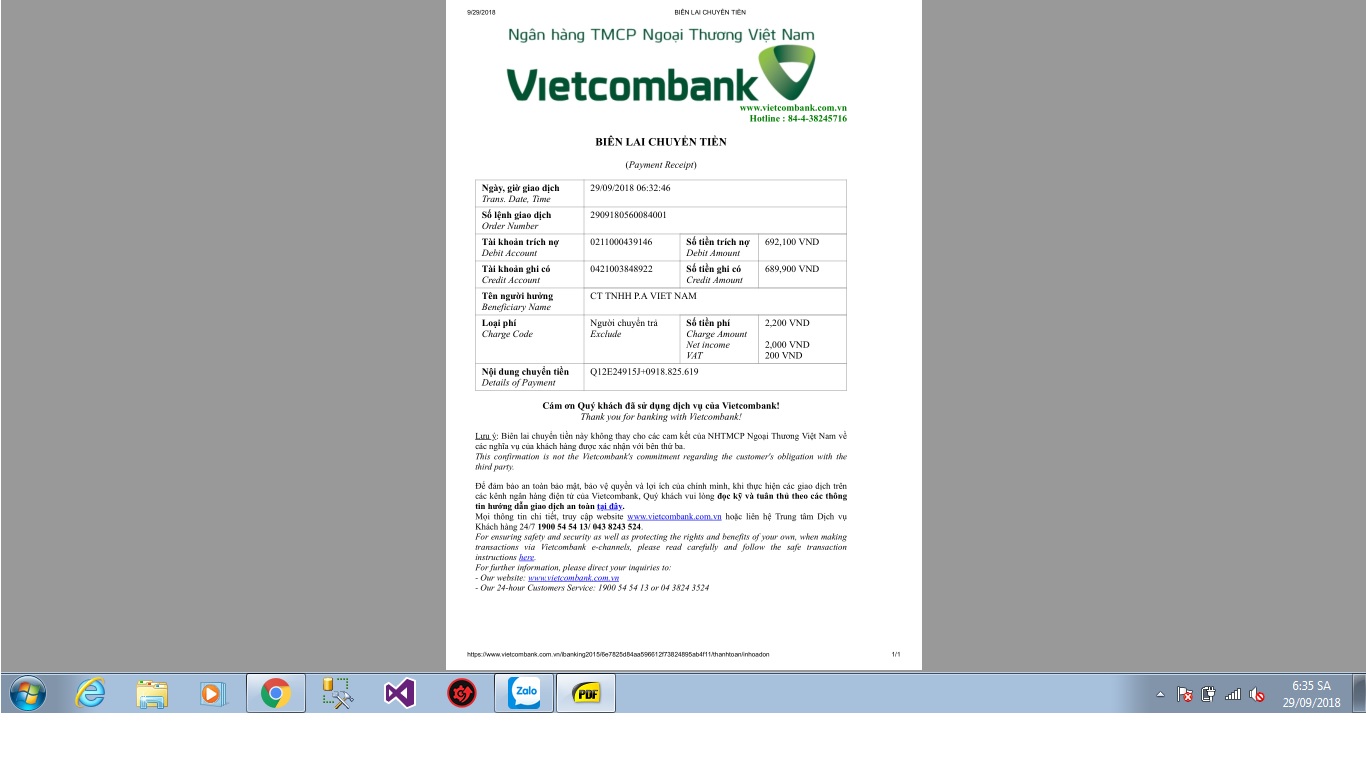 9/29/2018 BIÊN LAI CHUYỂN TIỀN
Ngân hàng TMCP Ngoại Thương Việt Nam
Vietcombank
www.vietcombank.com.vn
Hotline : 84-4-38245716
BIÊN LAI CHUYỂN TIỀN
(Payment Receipt)
Ngày, giờ giao dịch 29/09/2018 06:32:46
Trans. Date, Time
Số lệnh giao dịch 2909180560084001
Order Number
Tài khoản trích nợ 0211000439146 Số tiền trích nợ 692,100 VND
Debit Account Debit Amount
Tài khoản ghi có 0421003848922 Số tiền ghi có 689,900 VND
Credit Account Credit Amount
Tên người hưởng CT TNHH P.A VIET NAM
Beneficiary Name
Loại phí Người chuyển trả Số tiền phí 2,200 VND
Charge Code Exclude Charge Amount
Net income 2,000 VND
VAT 200 VND
Nội dung chuyển tiền Q12E24915J+0918.825.619
Details of Payment
Cám ơn Quý khách đã sử dụng dịch vụ của Vietcombank!
Thank you for banking with Vietcombank!
Lưu ý: Biên lai chuyển tiền này không thay cho các cam kết của NHTMCP Ngoại Thương Việt Nam về
các nghĩa vụ của khách hàng được xác nhận với bên thứ ba.
This confirmation is not the Vietcombank's commitment regarding the customer's obligation with the
third party.
Để đảm bảo an toàn bảo mật, bảo vệ quyền và lợi ích của chính mình, khi thực hiện các giao dịch trên
các kênh ngân hàng điện tử của Vietcombank, Quý khách vui lòng đọc kỹ và tuân thủ theo các thông
tin hướng dẫn giao dịch an toàn tại đây.
Mọi thông tin chi tiết, truy cập website www.vietcombank.com.vn hoặc liên hệ Trung tâm Dịch vụ
Khách hàng 24/7 1900 54 54 13/ 043 8243 524.
For ensuring safety and security as well as protecting the rights and benefits of your own, when making
transactions via Vietcombank e-channels, please read carefully and follow the safe transaction
instructions here.
For further information, please direct your inquiries to:
- Our website: www.vietcombank.com.vn
- Our 24-hour Customers Service: 1900 54 54 13 or 04 3824 3524
https://www.vietcombank.com.vn/Ibanking2015/6e7825d84aa596612f73824895ab4f11/thanhtoan/inhoadon 1/1
Zalo
PDF
6:35 SA
29/09/2018